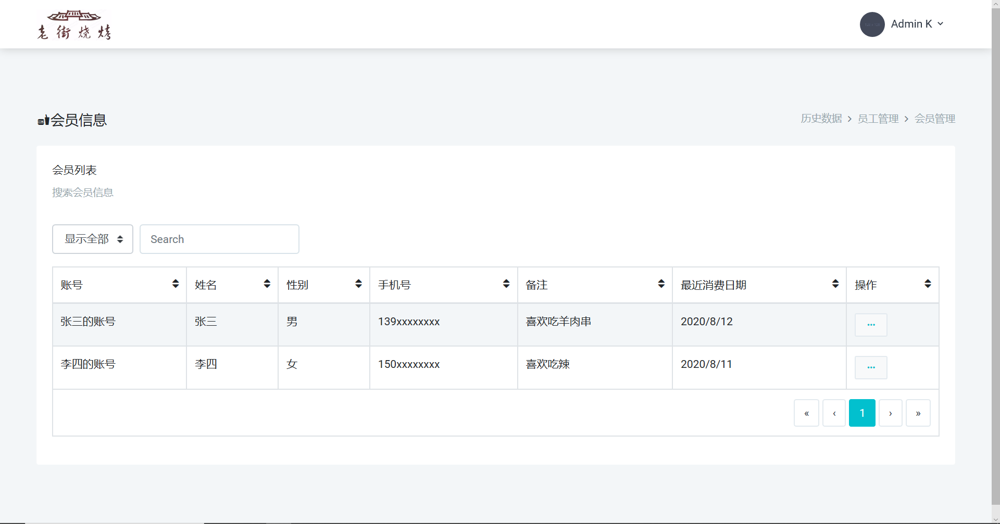 老街烧烤
Admin K
会员信息
历史数据 > 员工管理 > 会员管理
会员列表
搜索会员信息
显示全部
Search
账号 姓名 性别 手机号 备注 最近消费日期 操作
张三的账号 张三 男 139xxxxxxxx 喜欢吃羊肉串 2020/8/12 ...
李四的账号 李四 女 150xxxxxxxx 喜欢吃辣 2020/8/11 ...
« ‹ 1 › »